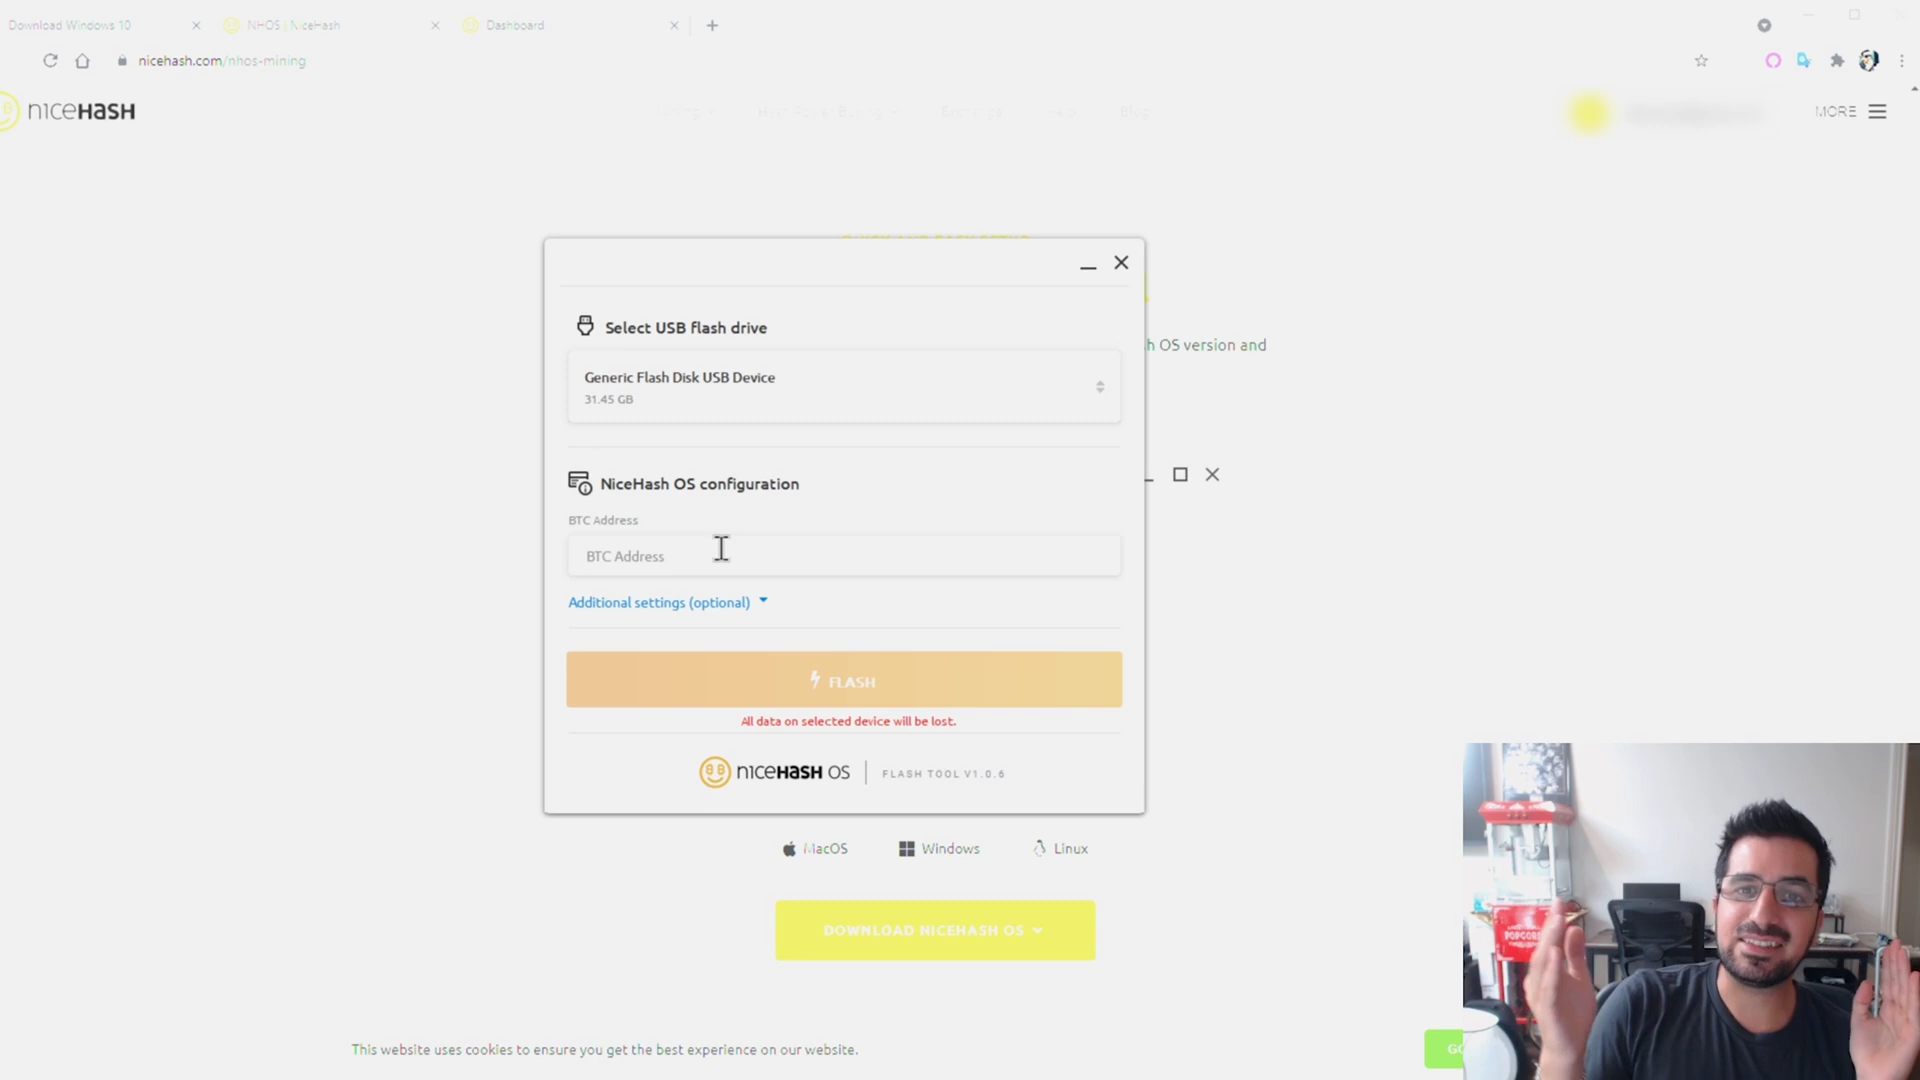 Download Windows 10
NHOS | NiceHash
Dashboard
nicehash.com/nhos-mining
NICEHASH
Blog
MORE
Select USB flash drive
h OS version and
Generic Flash Disk USB Device
31.45 GB
NiceHash OS configuration
BTC Address
BTC Address
Additional settings (optional)
FLASH
All data on selected device will be lost.
NICEHASH OS
FLASH TOOL V1.0.6
MacOS
Windows
Linux
DOWNLOAD NICEHASH OS
POPCORN
This website uses cookies to ensure you get the best experience on our website.